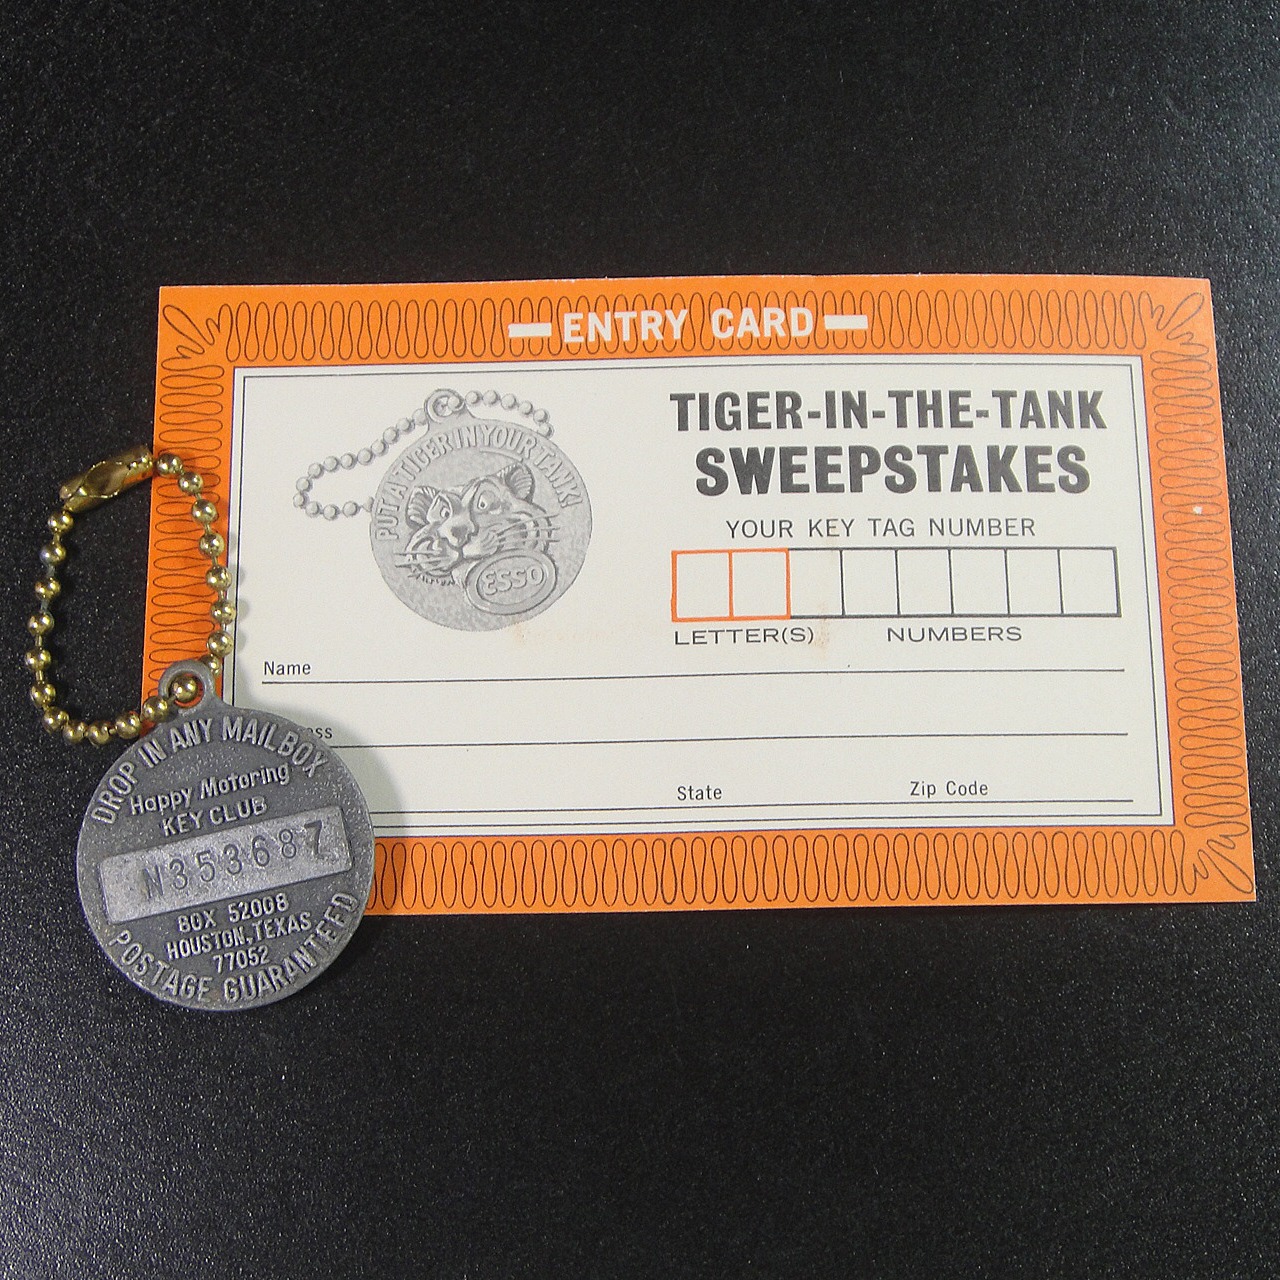 ENTRY CARD
PUT A TIGER IN YOUR TANK!
ESSO
TIGER-IN-THE-TANK
SWEEPSTAKES
YOUR KEY TAG NUMBER
LETTER(S) NUMBERS
Name
ess
State Zip Code
DROP IN ANY MAILBOX
Happy Motoring
KEY CLUB
N353687
BOX 52008
HOUSTON, TEXAS
77052
POSTAGE GUARANTEED